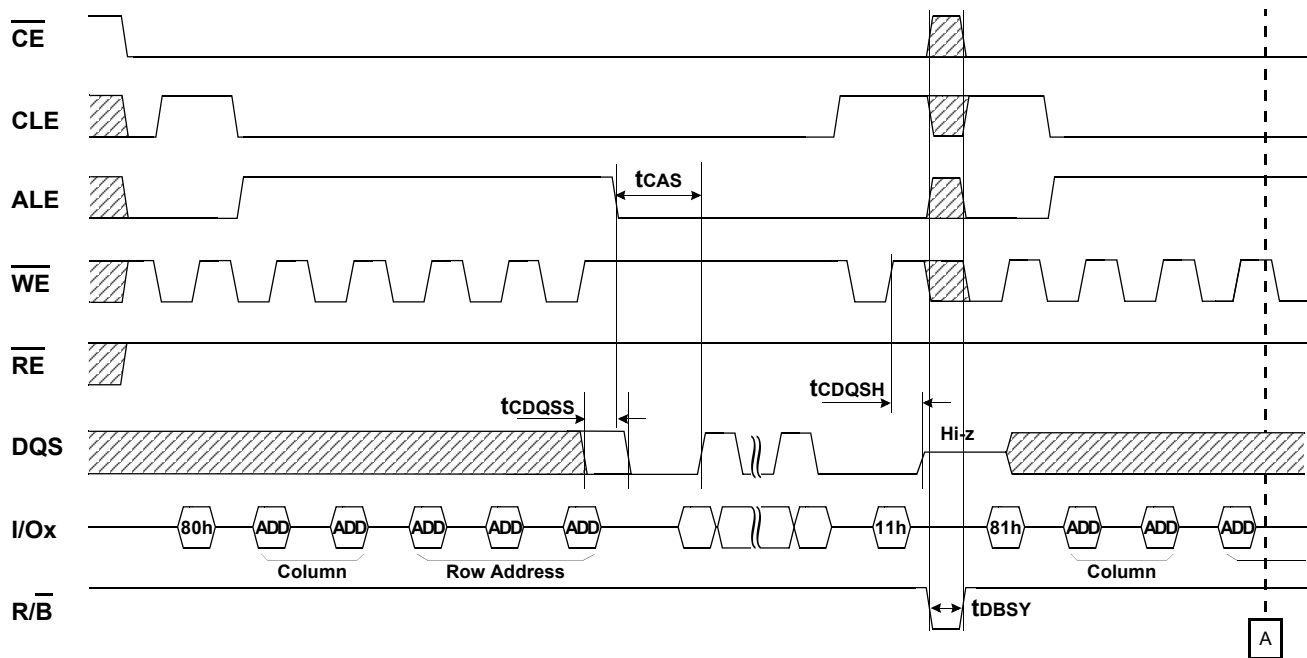 CE
CLE
ALE
tCAS
WE
RE
tCDQSS
tCDQSH
DQS
Hi-z
I/Ox
80h ADD ADD ADD ADD ADD 11h 81h ADD ADD ADD
Column Row Address Column
R/B
tDBSY
A